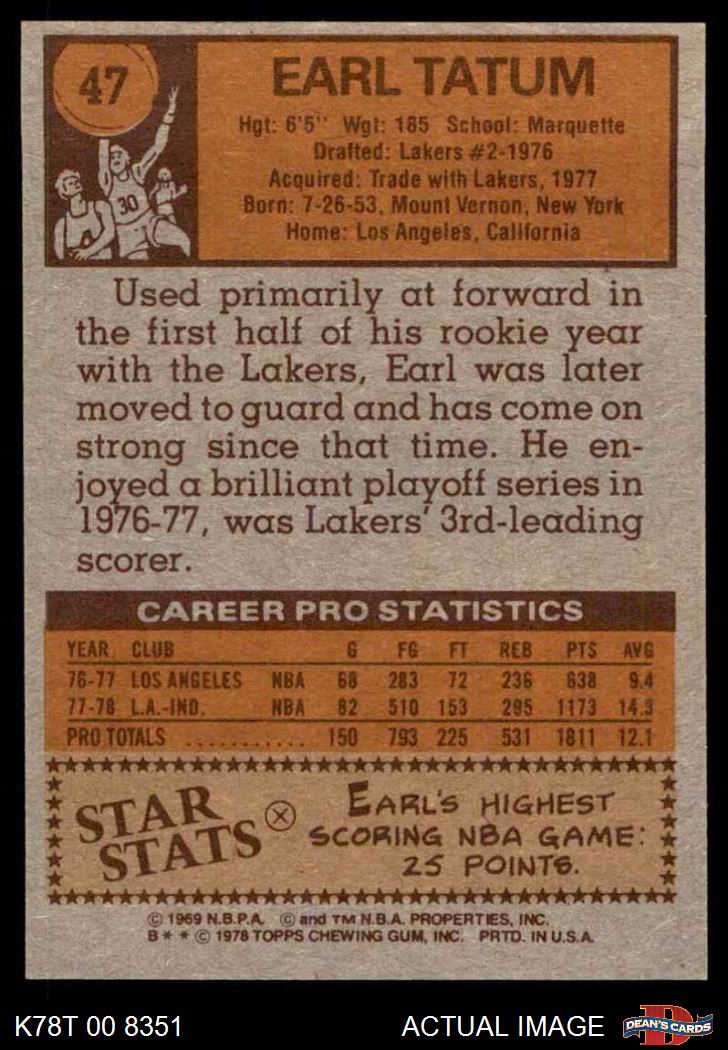 47
EARL TATUM
Hgt: 6'5" Wgt: 185 School: Marquette
Drafted: Lakers #2-1976
Acquired: Trade with Lakers, 1977
Born: 7-26-53, Mount Vernon, New York
Home: Los Angeles, California
30
Used primarily at forward in
the first half of his rookie year
with the Lakers, Earl was later
moved to guard and has come on
strong since that time. He en-
joyed a brilliant playoff series in
1976-77, was Lakers' 3rd-leading
scorer.
CAREER PRO STATISTICS
YEAR CLUB G FG FT REB PTS AVG
76-77 LOS ANGELES NBA 68 283 72 236 638 9.4
77-78 L.A.-IND. NBA 82 510 153 295 1173 14.3
PRO TOTALS ........... 150 793 225 531 1811 12.1
STAR
STATS
EARL'S HIGHEST
SCORING NBA GAME:
25 POINTS.
© 1969 N.B.P.A. © and TM N.B.A. PROPERTIES, INC.
B * * © 1978 TOPPS CHEWING GUM, INC. PRTD. IN U.S.A.
K78T 00 8351 ACTUAL IMAGE
D
DEAN'S CARDS